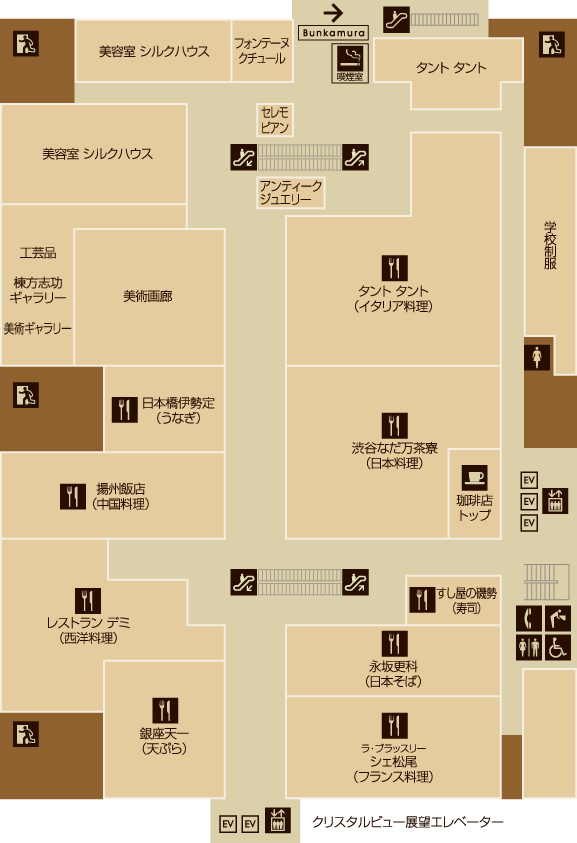 Bunkamura
喫煙室
美容室 シルクハウス
フォンテーヌ
クチュール
タント タント
セレモ
ピアン
美容室 シルクハウス
アンティーク
ジュエリー
学校制服
工芸品
棟方志功
ギャラリー
美術ギャラリー
美術画廊
タント タント
(イタリア料理)
日本橋伊勢定
(うなぎ)
渋谷なだ万茶寮
(日本料理)
揚州飯店
(中国料理)
珈琲店
トップ
EV
EV
EV
すし屋の磯勢
(寿司)
レストラン デミ
(西洋料理)
永坂更科
(日本そば)
銀座天一
(天ぷら)
ラ・ブラッスリー
シェ松尾
(フランス料理)
EV
EV
クリスタルビュー展望エレベーター